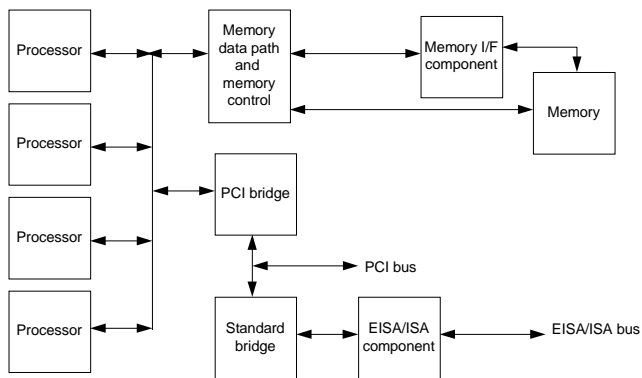 Processor
Memory
data path
and
memory
control
Memory I/F
component
Memory
Processor
PCI bridge
Processor
PCI bus
Processor
Standard
bridge
EISA/ISA
component
EISA/ISA bus